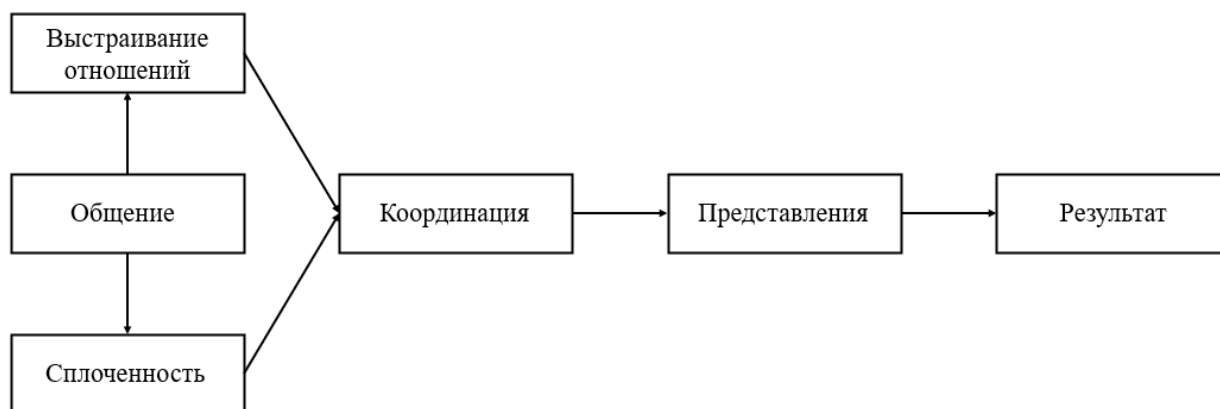 Выстраивание
отношений
Общение
Координация
Представления
Результат
Сплоченность